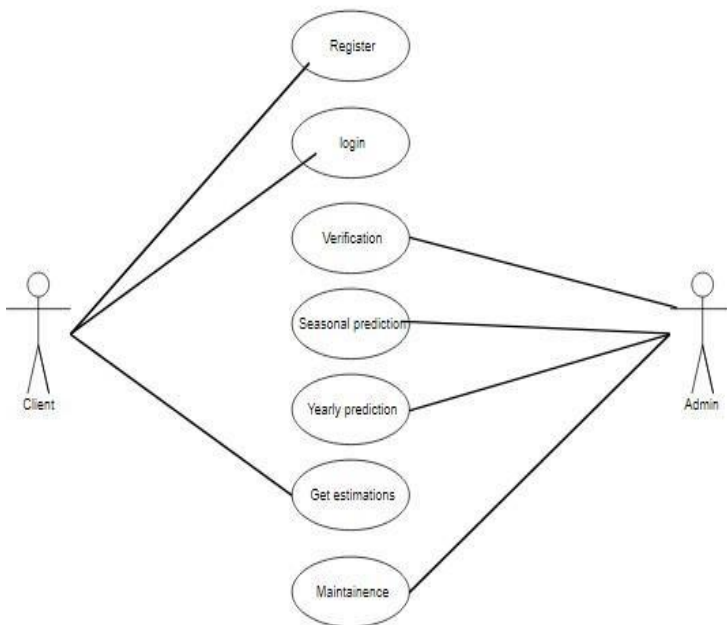 Register
login
Verification
Seasonal prediction
Yearly prediction
Get estimations
Maintainence
Client
Admin